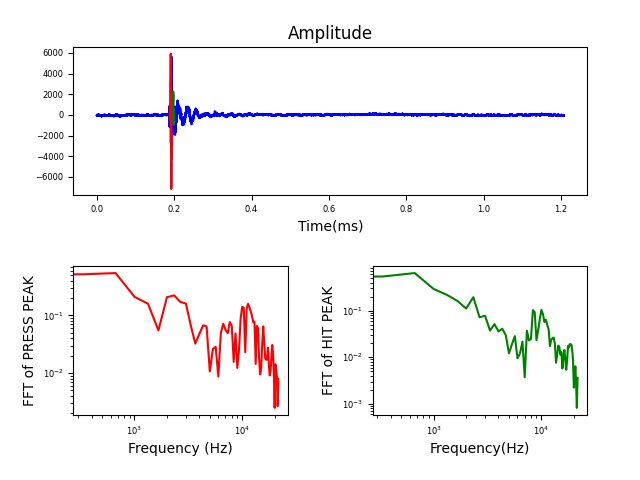 Amplitude
6000
4000
2000
0
−2000
−4000
−6000
0.0 0.2 0.4 0.6 0.8 1.0 1.2
Time(ms)
FFT of PRESS PEAK
10⁻¹
10⁻²
10³ 10⁴
Frequency (Hz)
FFT of HIT PEAK
10⁻¹
10⁻²
10⁻³
10³ 10⁴
Frequency(Hz)